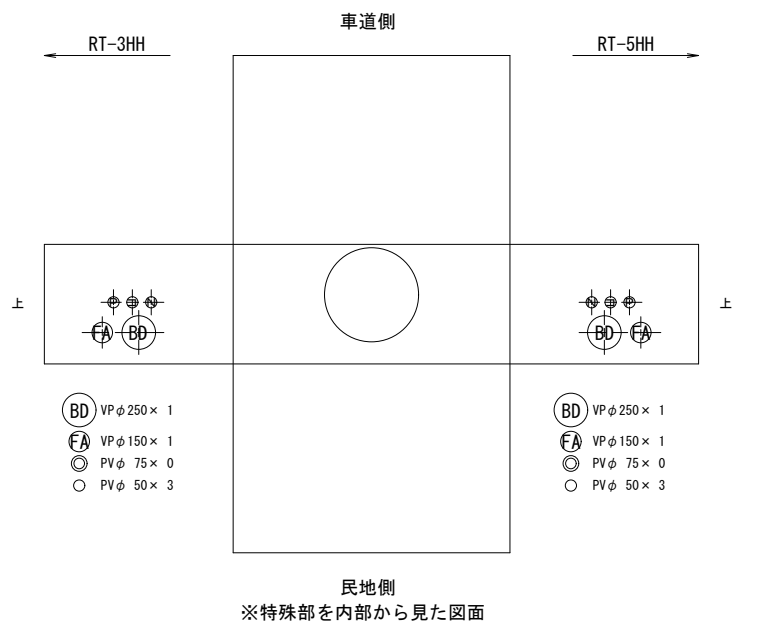 車道側
RT-3HH
RT-5HH
上
上
P コ N
N コ P
FA BD
BD FA
BD VPφ250× 1
FA VPφ150× 1
PVφ 75× 0
PVφ 50× 3
BD VPφ250× 1
FA VPφ150× 1
PVφ 75× 0
PVφ 50× 3
民地側
※特殊部を内部から見た図面